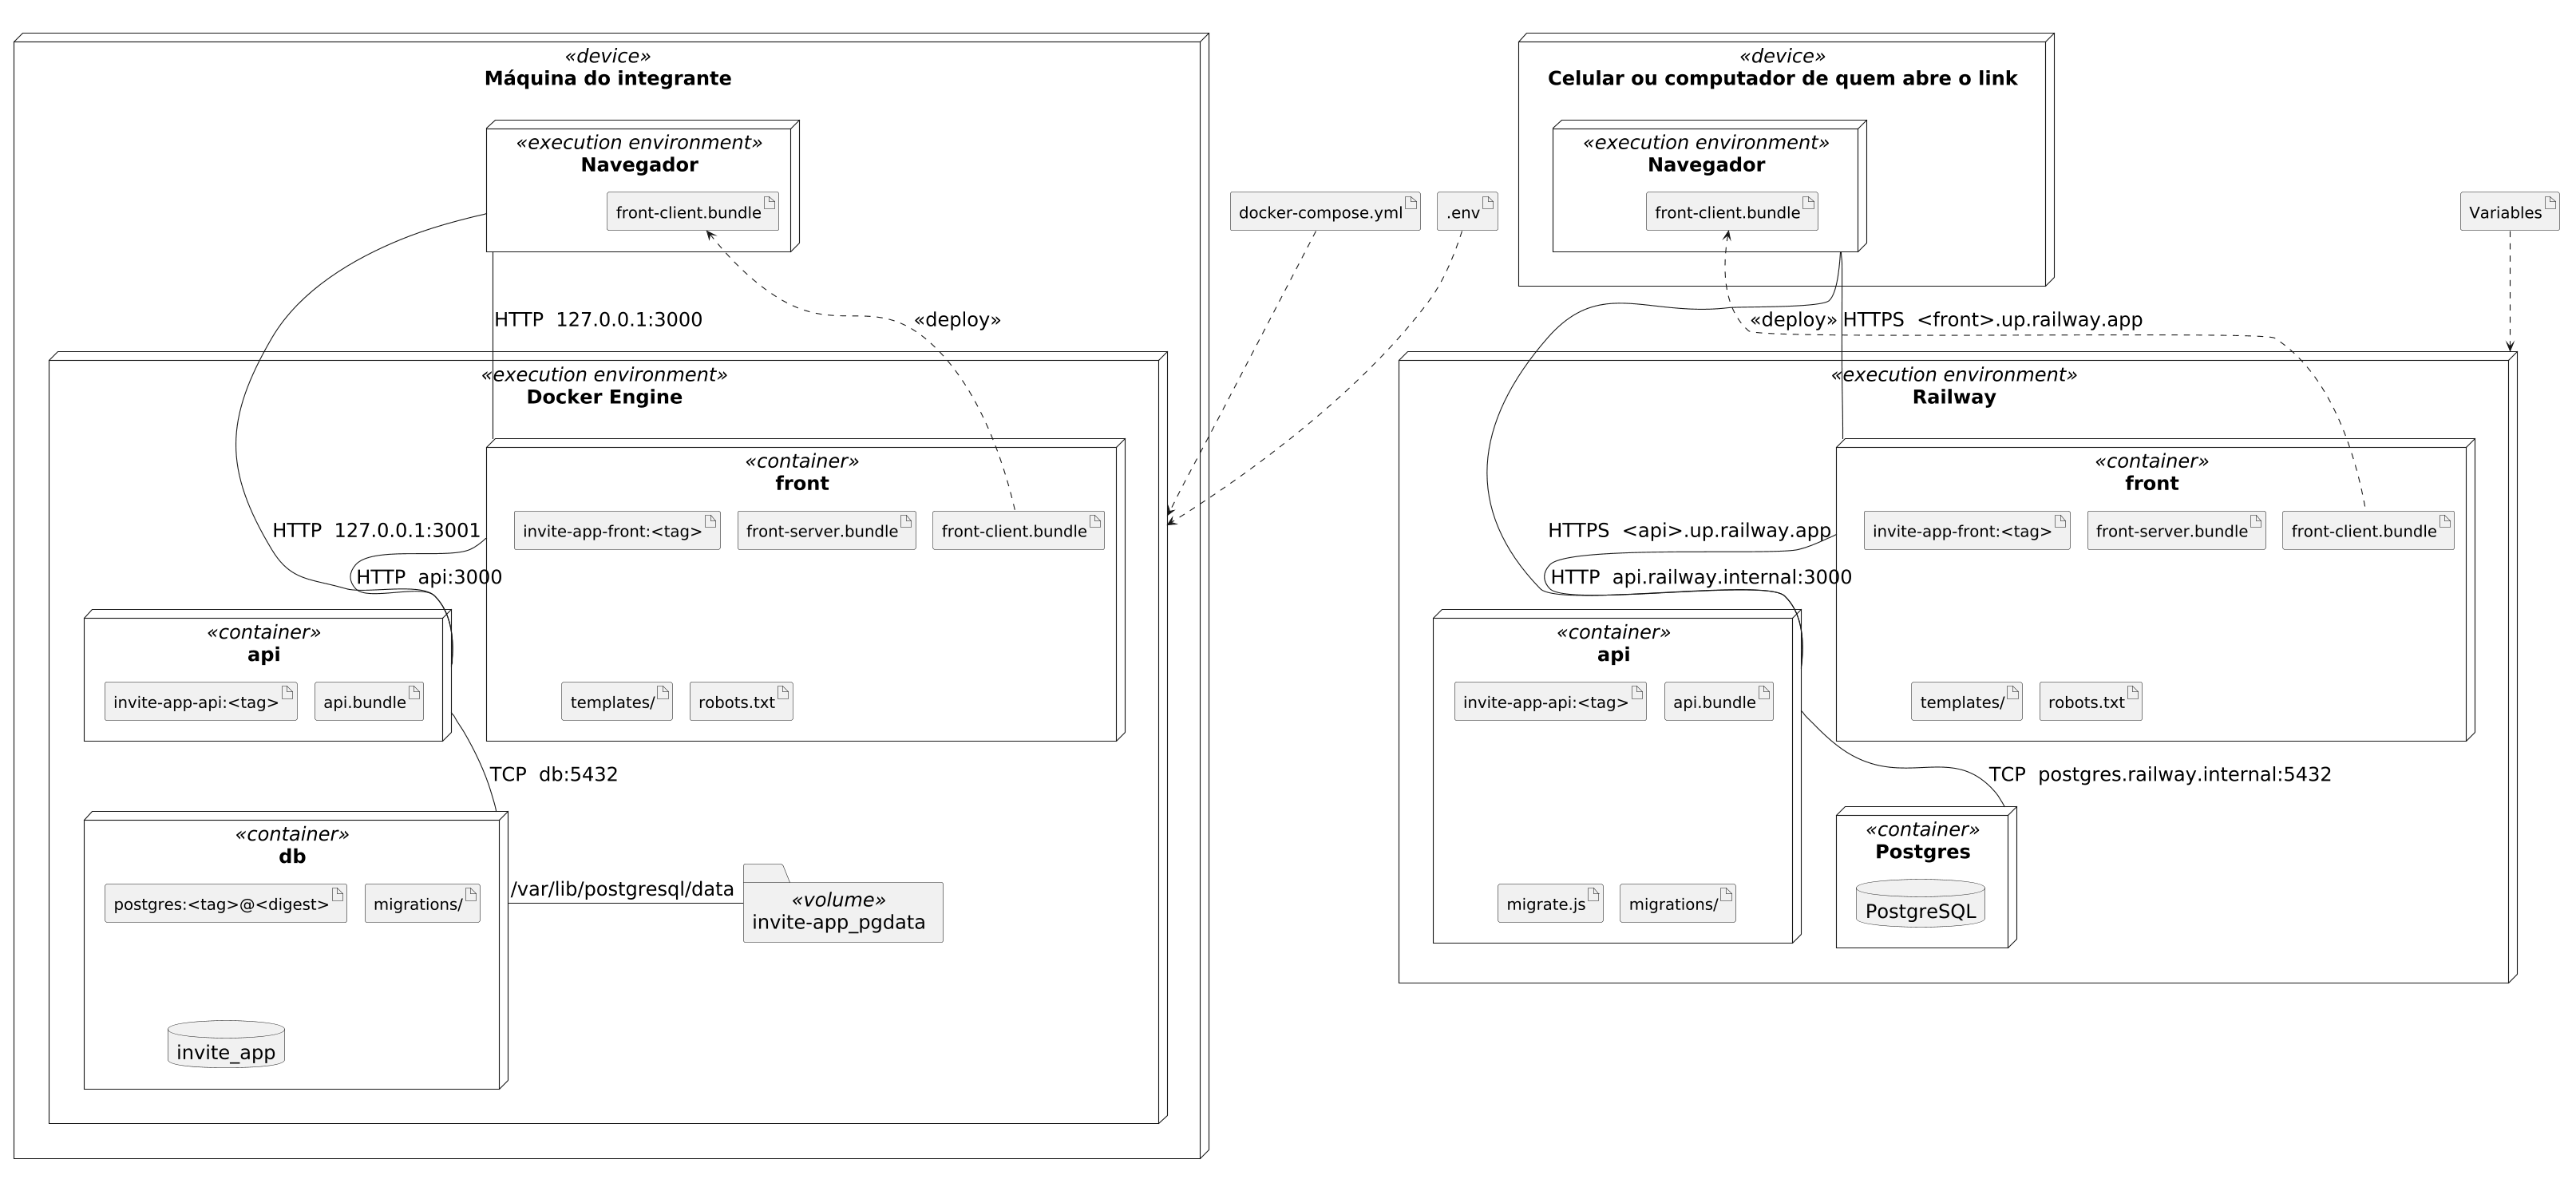 «device»
Máquina do integrante
«execution environment»
Navegador
front-client.bundle
HTTP  127.0.0.1:3000
«deploy»
«execution environment»
Docker Engine
«container»
front
invite-app-front:<tag>
front-server.bundle
front-client.bundle
templates/
robots.txt
HTTP  127.0.0.1:3001
HTTP  api:3000
«container»
api
invite-app-api:<tag>
api.bundle
TCP  db:5432
«container»
db
postgres:<tag>@<digest>
migrations/
invite_app
/var/lib/postgresql/data
«volume»
invite-app_pgdata
docker-compose.yml
.env
«device»
Celular ou computador de quem abre o link
«execution environment»
Navegador
front-client.bundle
Variables
«deploy»
HTTPS  <front>.up.railway.app
«execution environment»
Railway
«container»
front
invite-app-front:<tag>
front-server.bundle
front-client.bundle
templates/
robots.txt
HTTPS  <api>.up.railway.app
HTTP  api.railway.internal:3000
«container»
api
invite-app-api:<tag>
api.bundle
migrate.js
migrations/
TCP  postgres.railway.internal:5432
«container»
Postgres
PostgreSQL